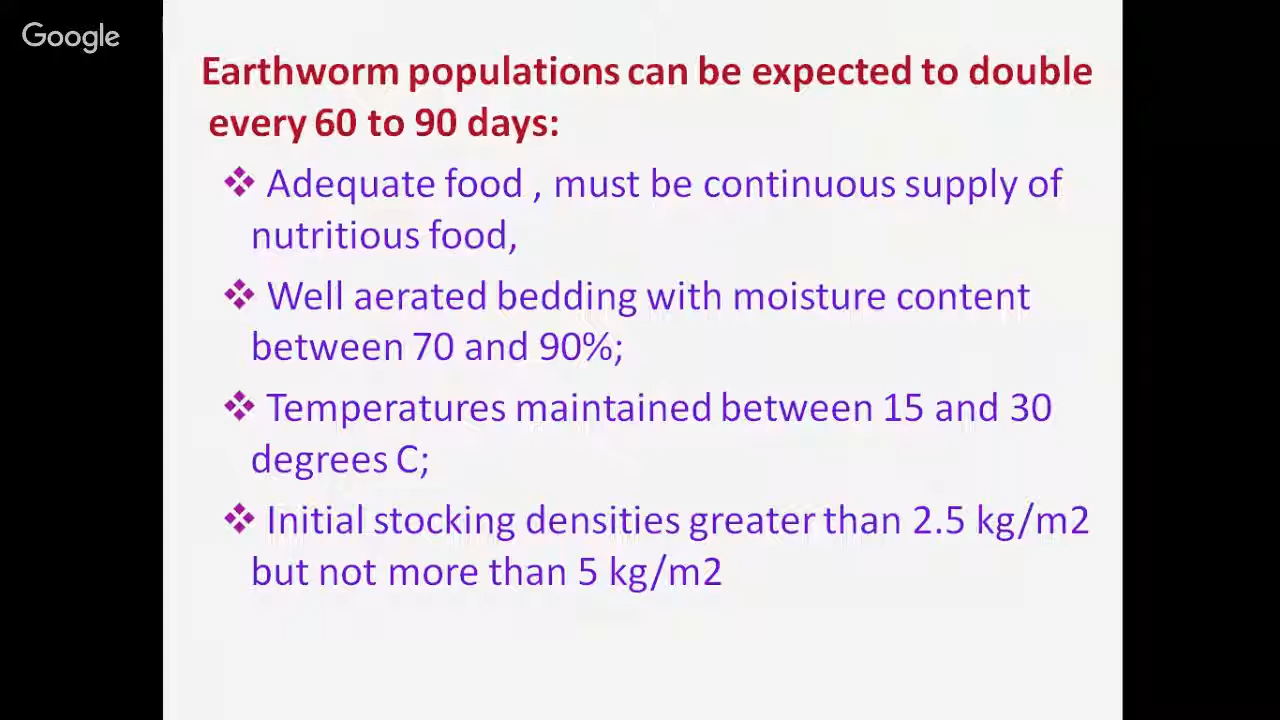 Google
Earthworm populations can be expected to double
every 60 to 90 days:
❖ Adequate food , must be continuous supply of
nutritious food,
❖ Well aerated bedding with moisture content
between 70 and 90%;
❖ Temperatures maintained between 15 and 30
degrees C;
❖ Initial stocking densities greater than 2.5 kg/m2
but not more than 5 kg/m2